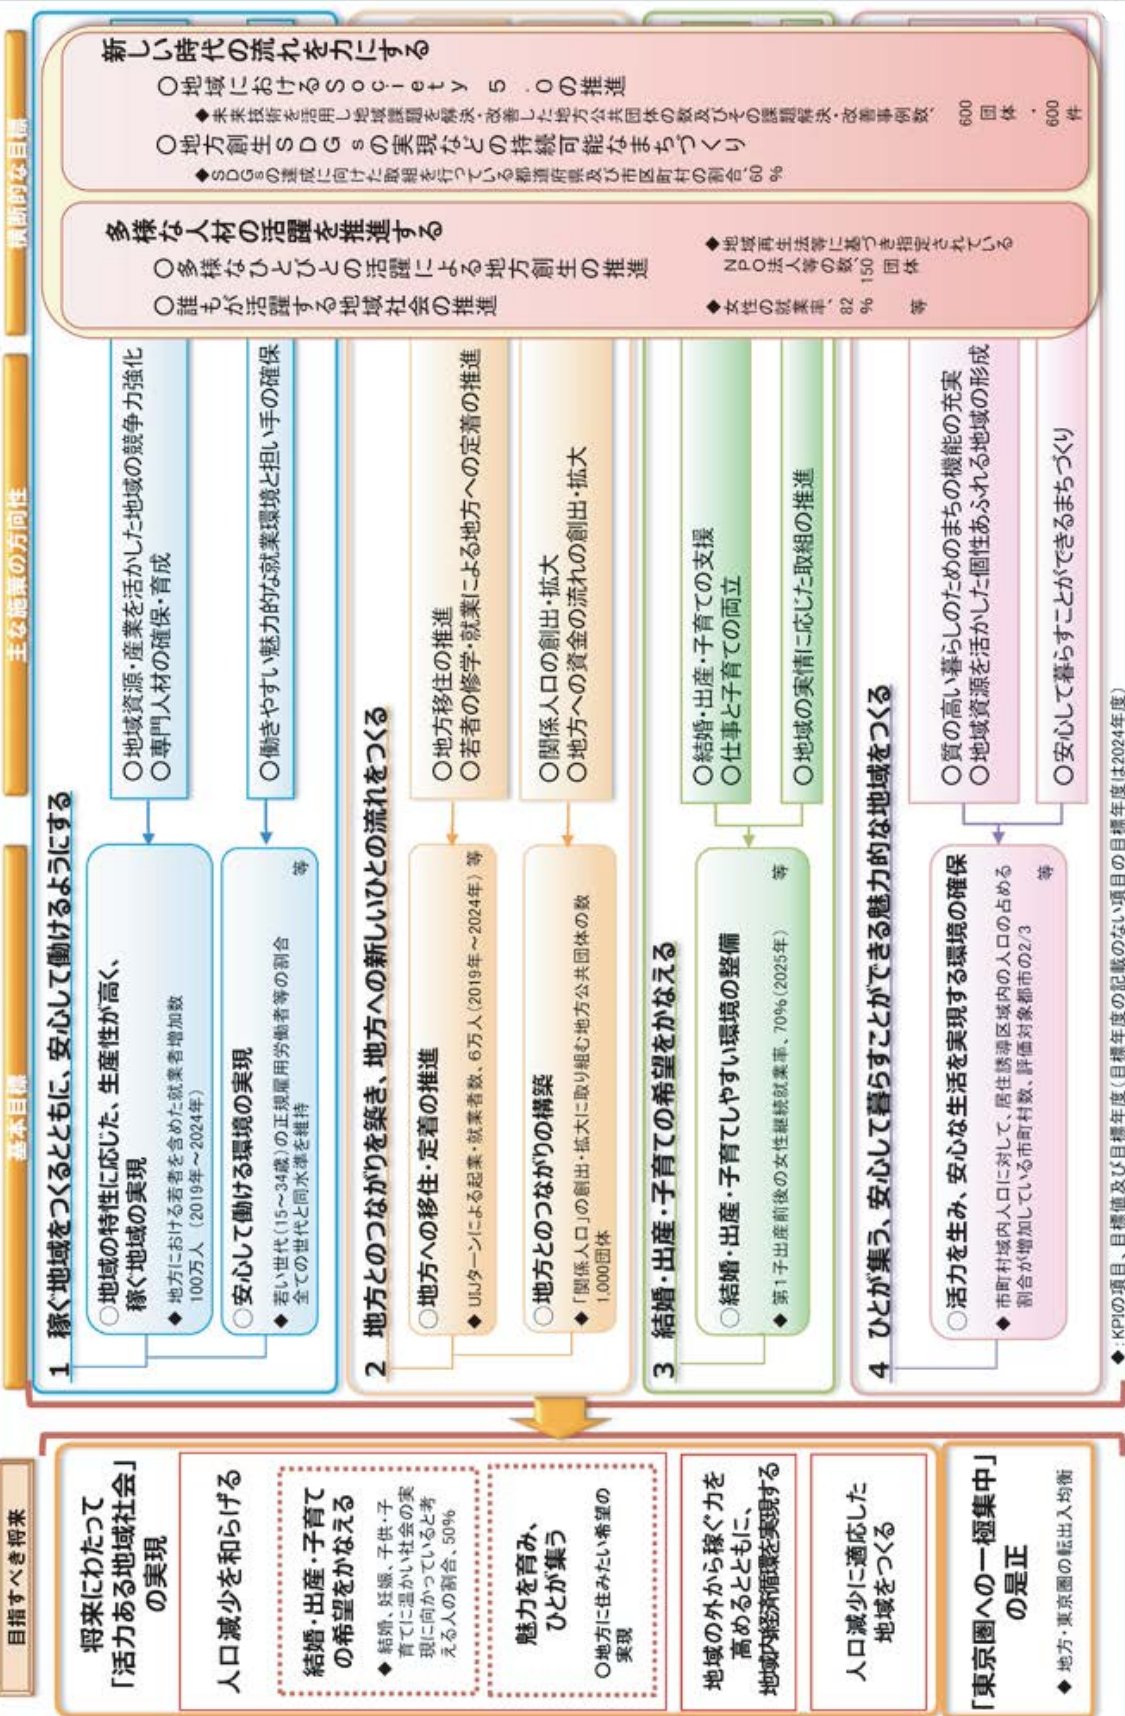 目指すべき将来
将来にわたって
「活力ある地域社会」
の実現
人口減少を和らげる
結婚・出産・子育て
の希望をかなえる
◆ 結婚、妊娠、子供・子
育てに温かい社会の実
現に向かっていると考
える人の割合、50%
魅力を育み、
ひとが集う
○地方に住みたい希望の
実現
地域の外から稼ぐ力を
高めるとともに、
地域内経済循環を実現する
人口減少に適応した
地域をつくる
「東京圏への一極集中」
の是正
◆ 地方・東京圏の転出入均衡
基本目標
主な施策の方向性
横断的な目標
1 稼ぐ地域をつくるとともに、安心して働けるようにする
○地域の特性に応じた、生産性が高く、
稼ぐ地域の実現
◆ 地方における若者を含めた就業者増加数
100万人 (2019年~2024年)
○地域資源・産業を活かした地域の競争力強化
○専門人材の確保・育成
○安心して働ける環境の実現
◆ 若い世代(15~34歳)の正規雇用労働者等の割合
全ての世代と同水準を維持
等
○働きやすい魅力的な就業環境と担い手の確保
2 地方とのつながりを築き、地方への新しいひとの流れをつくる
○地方への移住・定着の推進
◆ UIJターンによる起業・就業者数、6万人(2019年~2024年) 等
○地方移住の推進
○若者の修学・就業による地方への定着の推進
○地方とのつながりの構築
◆ 「関係人口」の創出・拡大に取り組む地方公共団体の数
1,000団体
○関係人口の創出・拡大
○地方への資金の流れの創出・拡大
3 結婚・出産・子育ての希望をかなえる
○結婚・出産・子育てしやすい環境の整備
◆ 第1子出産前後の女性継続就業率、70%(2025年)
等
○結婚・出産・子育ての支援
○仕事と子育ての両立
○地域の実情に応じた取組の推進
4 ひとが集う、安心して暮らすことができる魅力的な地域をつくる
○活力を生み、安心な生活を実現する環境の確保
◆ 市町村域内人口に対して、居住誘導区域内の人口の占める
割合が増加している市町村数、評価対象都市の2/3
等
○質の高い暮らしのためのまちの機能の充実
○地域資源を活かした個性あふれる地域の形成
○安心して暮らすことができるまちづくり
新しい時代の流れを力にする
○地域におけるSociety 5.0の推進
◆未来技術を活用し地域課題を解決・改善した地方公共団体の数及びその課題解決・改善事例数、600団体・600件
○地方創生SDGsの実現などの持続可能なまちづくり
◆SDGsの達成に向けた取組を行っている都道府県及び市区町村の割合、60%
多様な人材の活躍を推進する
○多様なひとびとの活躍による地方創生の推進
◆地域再生法等に基づき指定されている
NPO法人等の数、150団体
○誰もが活躍する地域社会の推進
◆女性の就業率、82% 等
◆:KPIの項目、目標値及び目標年度(目標年度の記載のない項目の目標年度は2024年度)